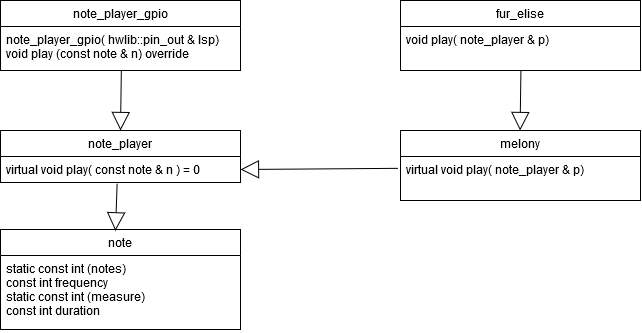 note_player_gpio
note_player_gpio( hwlib::pin_out & lsp)
void play (const note & n) override
fur_elise
void play( note_player & p)
note_player
virtual void play( const note & n ) = 0
melony
virtual void play( note_player & p)
note
static const int (notes)
const int frequency
static const int (measure)
const int duration